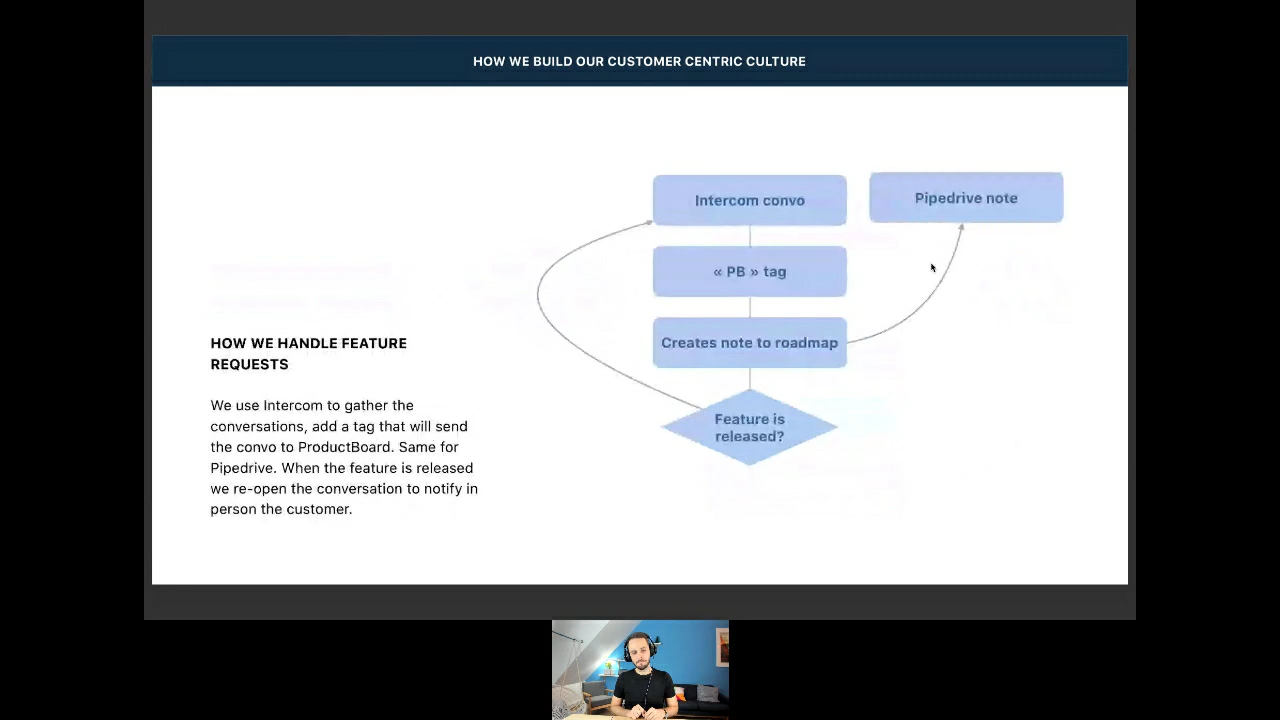 HOW WE BUILD OUR CUSTOMER CENTRIC CULTURE
Intercom convo
Pipedrive note
« PB » tag
Creates note to roadmap
Feature is
released?
HOW WE HANDLE FEATURE
REQUESTS
We use Intercom to gather the
conversations, add a tag that will send
the convo to ProductBoard. Same for
Pipedrive. When the feature is released
we re-open the conversation to notify in
person the customer.